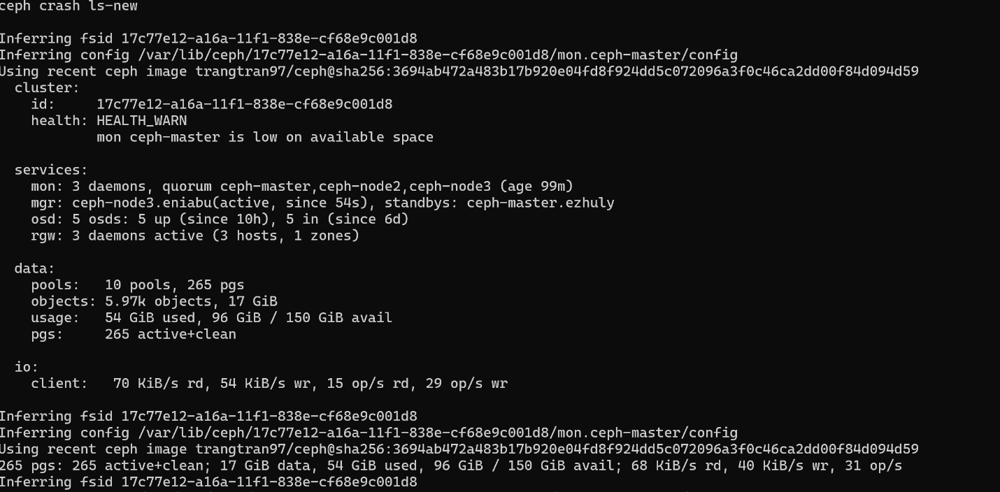 ceph crash ls-new
Inferring fsid 17c77e12-a16a-11f1-838e-cf68e9c001d8
Inferring config /var/lib/ceph/17c77e12-a16a-11f1-838e-cf68e9c001d8/mon.ceph-master/config
Using recent ceph image trangtran97/ceph@sha256:3694ab472a483b17b920e04fd8f924dd5c072096a3f0c46ca2dd00f84d094d59
  cluster:
    id:     17c77e12-a16a-11f1-838e-cf68e9c001d8
    health: HEALTH_WARN
            mon ceph-master is low on available space
  services:
    mon: 3 daemons, quorum ceph-master,ceph-node2,ceph-node3 (age 99m)
    mgr: ceph-node3.eniabu(active, since 54s), standbys: ceph-master.ezhuly
    osd: 5 osds: 5 up (since 10h), 5 in (since 6d)
    rgw: 3 daemons active (3 hosts, 1 zones)
  data:
    pools:   10 pools, 265 pgs
    objects: 5.97k objects, 17 GiB
    usage:   54 GiB used, 96 GiB / 150 GiB avail
    pgs:     265 active+clean
  io:
    client:   70 KiB/s rd, 54 KiB/s wr, 15 op/s rd, 29 op/s wr
Inferring fsid 17c77e12-a16a-11f1-838e-cf68e9c001d8
Inferring config /var/lib/ceph/17c77e12-a16a-11f1-838e-cf68e9c001d8/mon.ceph-master/config
Using recent ceph image trangtran97/ceph@sha256:3694ab472a483b17b920e04fd8f924dd5c072096a3f0c46ca2dd00f84d094d59
265 pgs: 265 active+clean; 17 GiB data, 54 GiB used, 96 GiB / 150 GiB avail; 68 KiB/s rd, 40 KiB/s wr, 31 op/s
Inferring fsid 17c77e12-a16a-11f1-838e-cf68e9c001d8